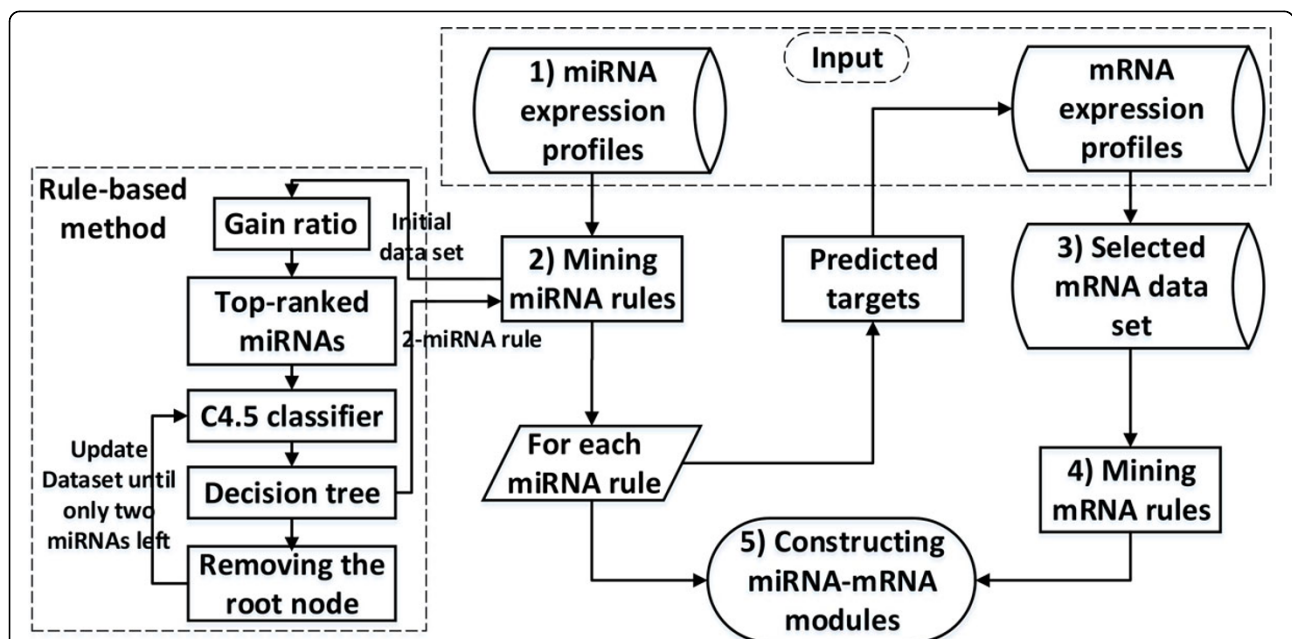 Input
1) miRNA
expression
profiles
mRNA
expression
profiles
Rule-based
method
Gain ratio
Initial
data set
Top-ranked
miRNAs
2-miRNA rule
C4.5 classifier
Update
Dataset until
only two
miRNAs left
Decision tree
Removing the
root node
2) Mining
miRNA rules
Predicted
targets
3) Selected
mRNA data
set
For each
miRNA rule
4) Mining
mRNA rules
5) Constructing
miRNA-mRNA
modules